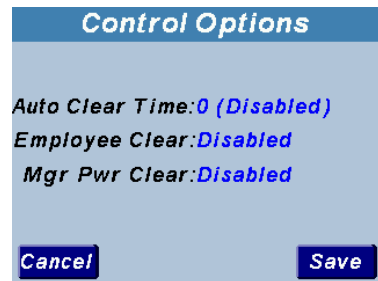 Control Options
Auto Clear Time:0 (Disabled)
Employee Clear:Disabled
Mgr Pwr Clear:Disabled
Cancel Save